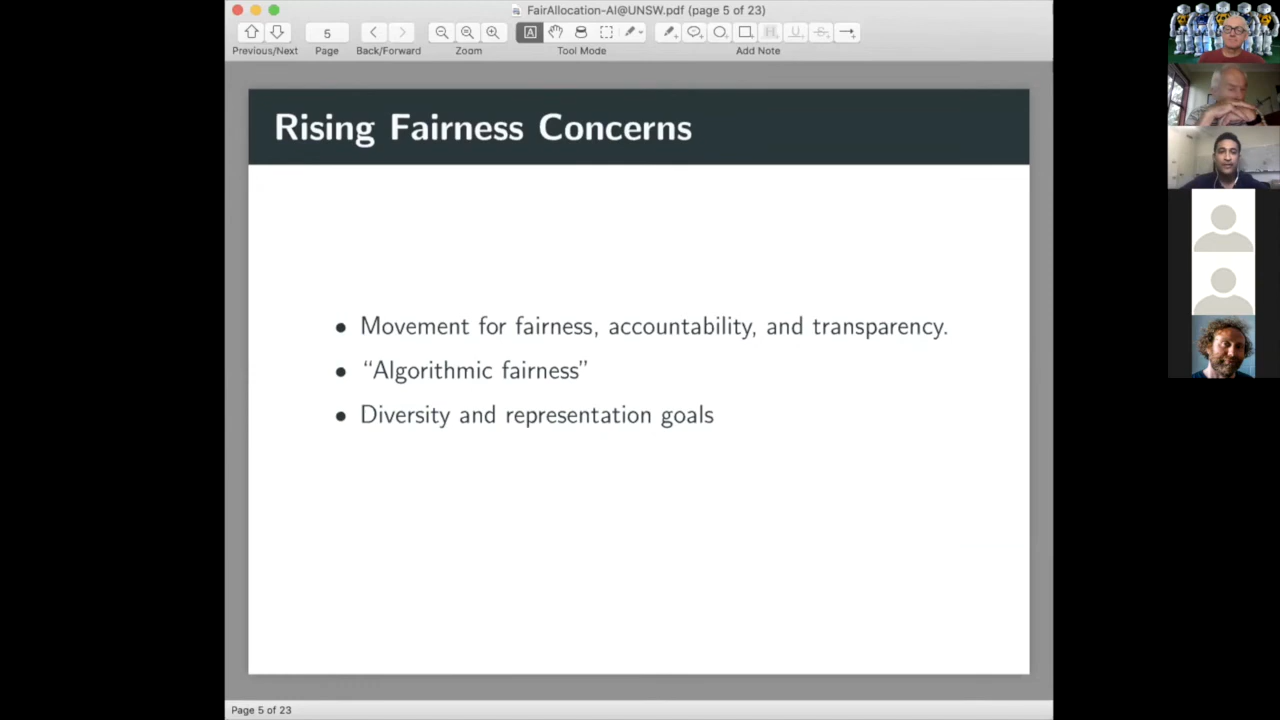 FairAllocation-AI@UNSW.pdf (page 5 of 23)
5
A
Previous/Next Page Back/Forward Zoom Tool Mode Add Note
Rising Fairness Concerns
• Movement for fairness, accountability, and transparency.
• “Algorithmic fairness”
• Diversity and representation goals
Page 5 of 23